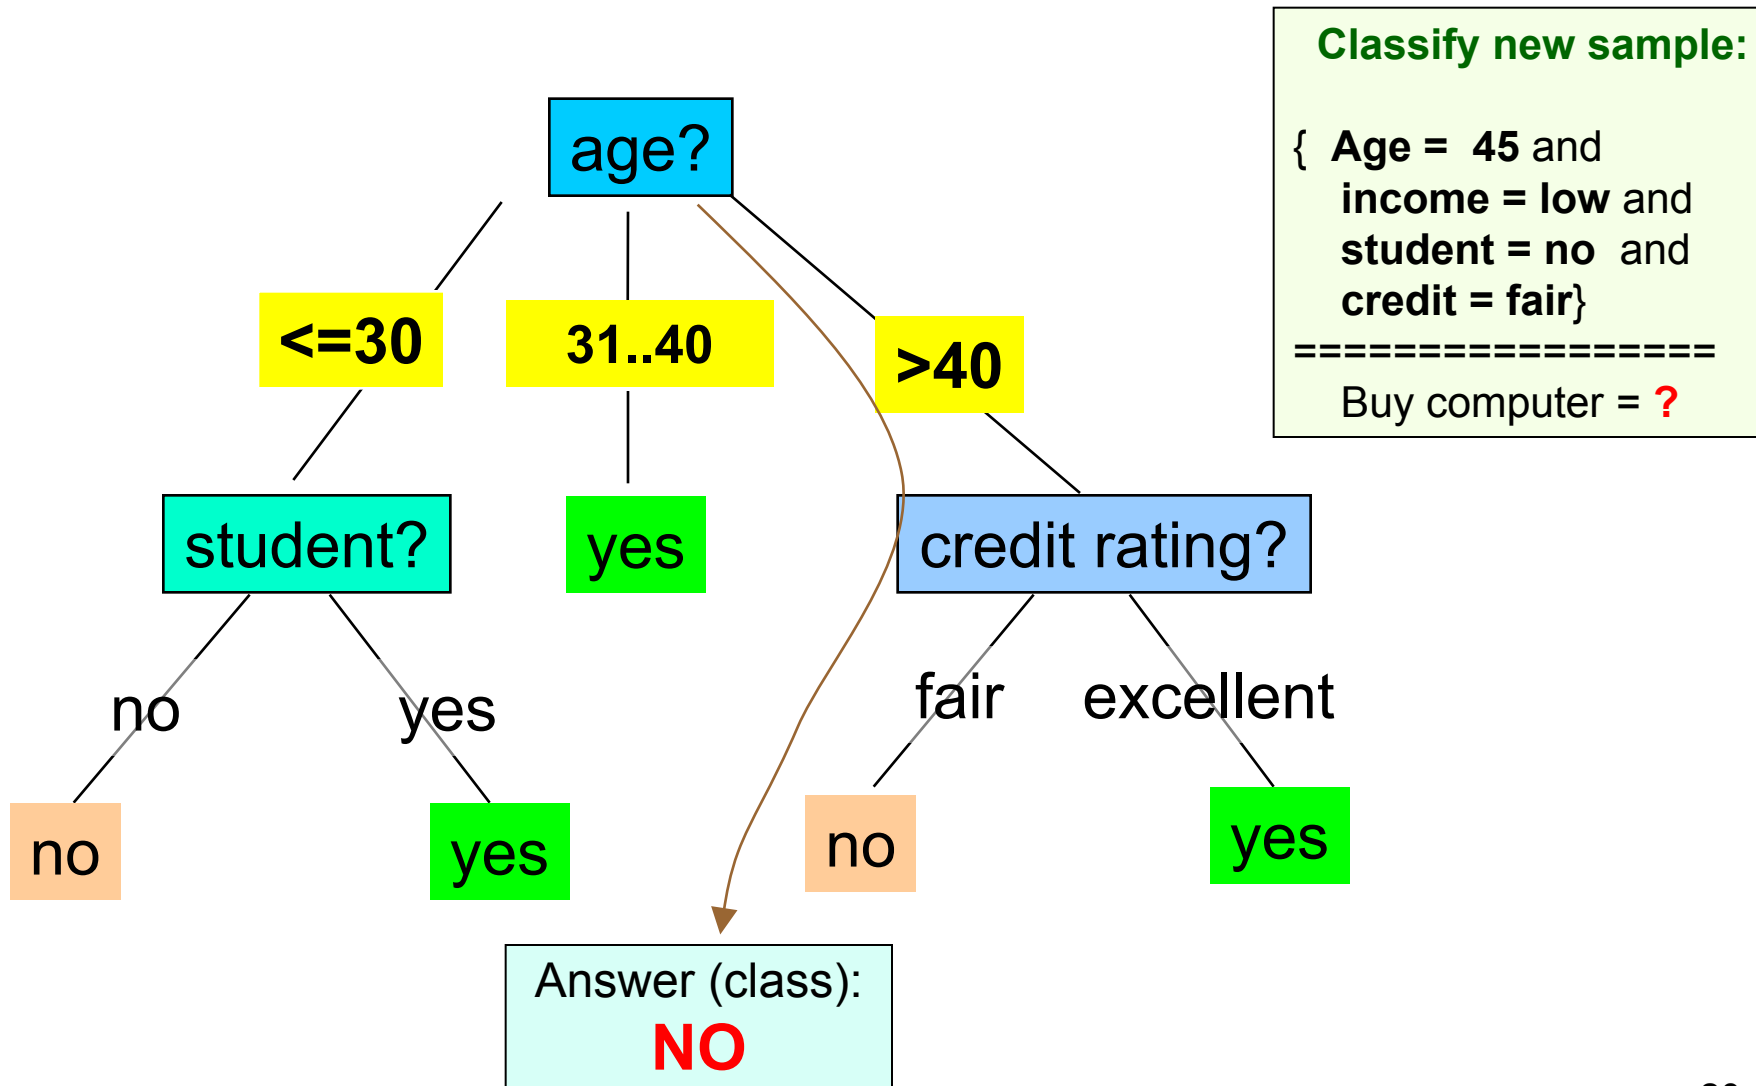 Classify new sample:
{ Age = 45 and
income = low and
student = no and
credit = fair}
=================
Buy computer = ?
age?
<=30
31..40
>40
student?
yes
credit rating?
no
yes
fair
excellent
no
yes
no
yes
Answer (class):
NO